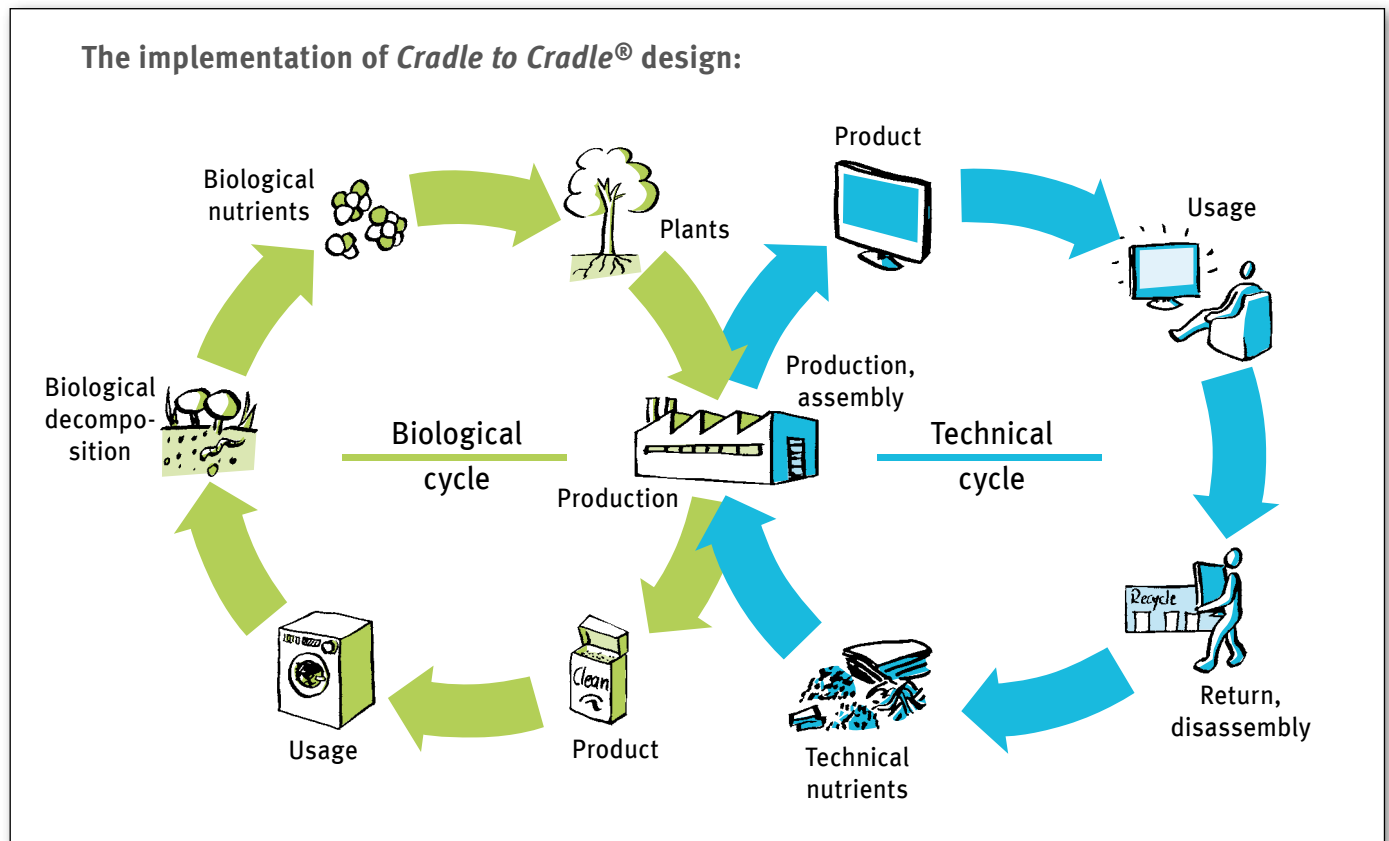 The implementation of Cradle to Cradle® design:
Biological
nutrients
Plants
Product
Usage
Biological
decompo-
sition
Biological
cycle
Production,
assembly
Technical
cycle
Production
Recycle
Clean
Usage
Product
Technical
nutrients
Return,
disassembly